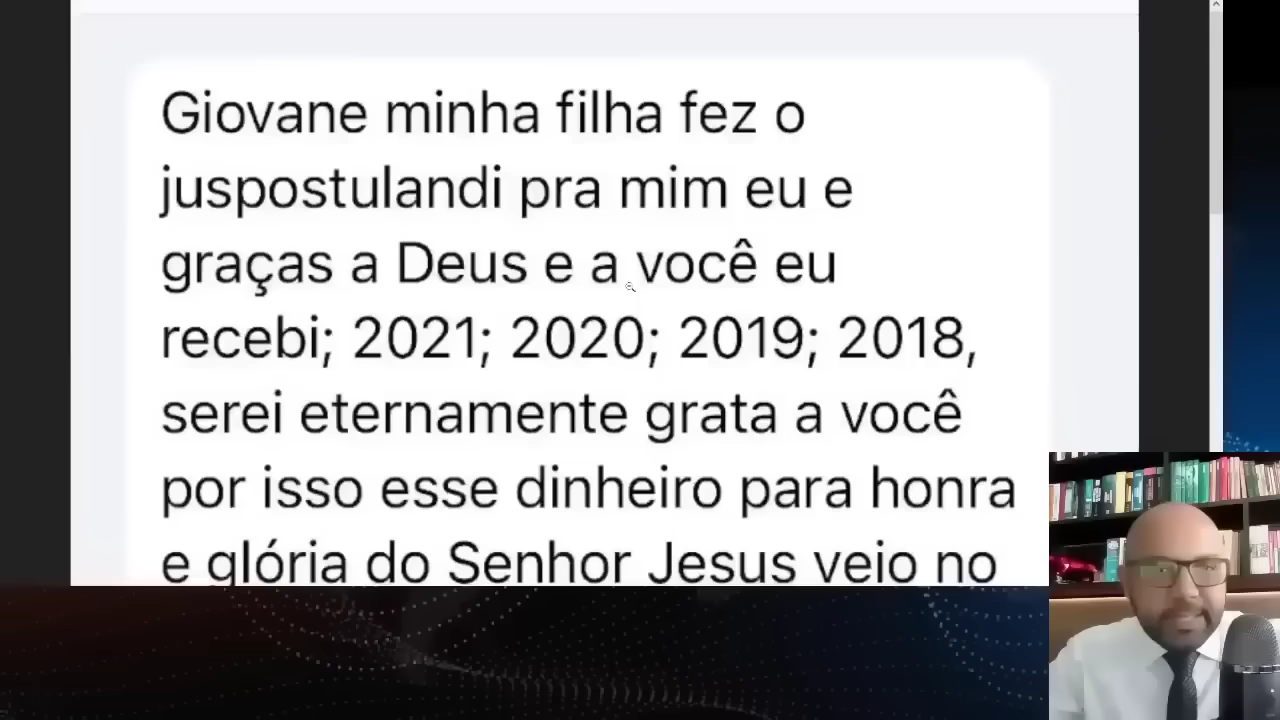 Giovane minha filha fez o
juspostulandi pra mim eu e
graças a Deus e a você eu
recebi; 2021; 2020; 2019; 2018,
serei eternamente grata a você
por isso esse dinheiro para honra
e glória do Senhor Jesus veio no